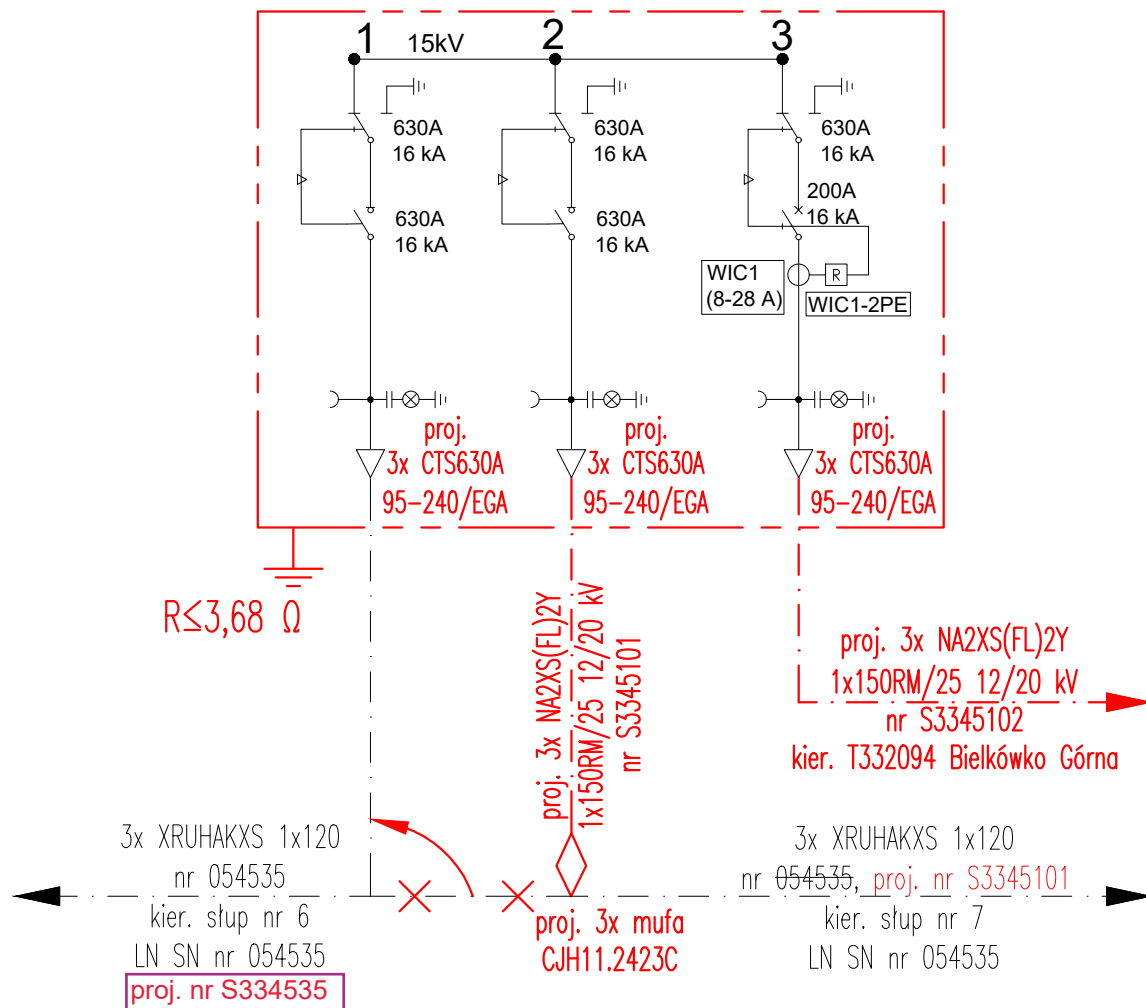 1
15kV
2
3
630A
16 kA
630A
16 kA
630A
16 kA
630A
16 kA
630A
16 kA
200A
16 kA
WIC1
(8-28 A)
R
WIC1-2PE
proj.
3x CTS630A
95-240/EGA
proj.
3x CTS630A
95-240/EGA
proj.
3x CTS630A
95-240/EGA
R≤3,68 Ω
proj. 3x NA2XS(FL)2Y
1x150RM/25 12/20 kV
nr S3345101
proj. 3x NA2XS(FL)2Y
1x150RM/25 12/20 kV
nr S3345102
kier. T332094 Bielkówko Górna
3x XRUHAKXS 1x120
nr 054535
kier. słup nr 6
LN SN nr 054535
proj. nr S334535
proj. 3x mufa
CJH11.2423C
3x XRUHAKXS 1x120
nr 054535, proj. nr S3345101
kier. słup nr 7
LN SN nr 054535